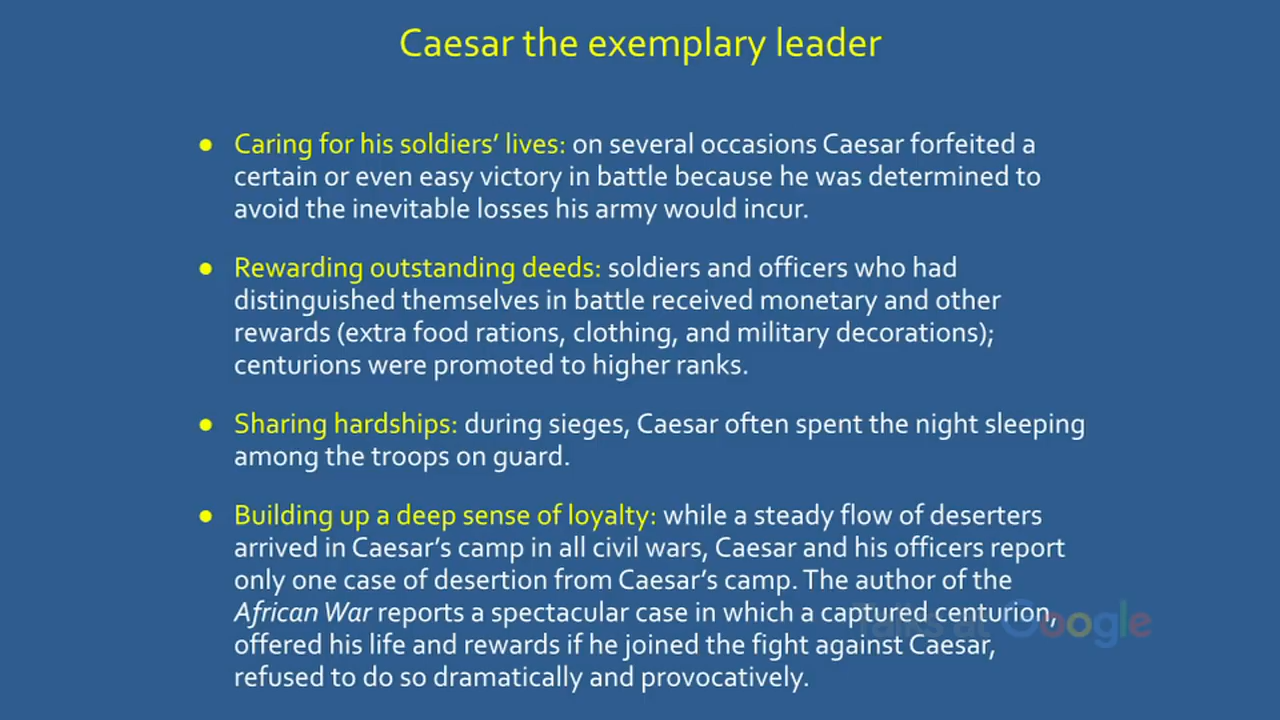 Caesar the exemplary leader
● Caring for his soldiers’ lives: on several occasions Caesar forfeited a
certain or even easy victory in battle because he was determined to
avoid the inevitable losses his army would incur.
● Rewarding outstanding deeds: soldiers and officers who had
distinguished themselves in battle received monetary and other
rewards (extra food rations, clothing, and military decorations);
centurions were promoted to higher ranks.
● Sharing hardships: during sieges, Caesar often spent the night sleeping
among the troops on guard.
● Building up a deep sense of loyalty: while a steady flow of deserters
arrived in Caesar’s camp in all civil wars, Caesar and his officers report
only one case of desertion from Caesar’s camp. The author of the
African War reports a spectacular case in which a captured centurion,
offered his life and rewards if he joined the fight against Caesar,
refused to do so dramatically and provocatively.
Talks at Google